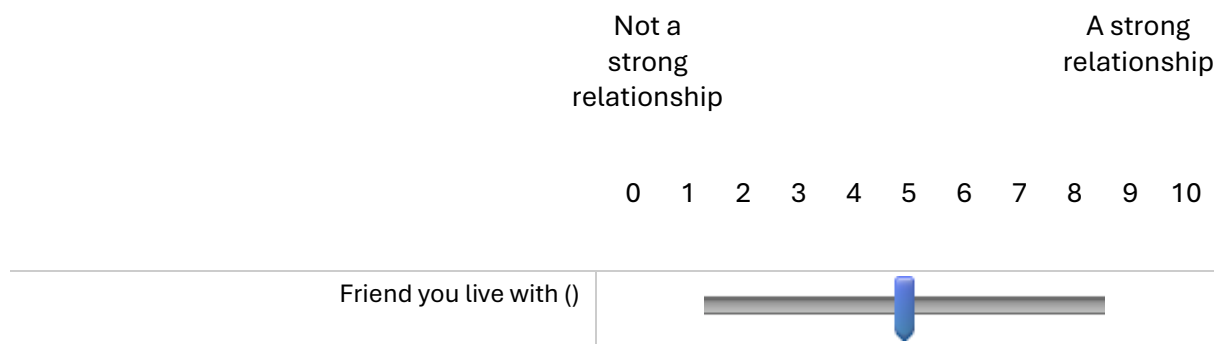 Not a
strong
relationship
A strong
relationship
0 1 2 3 4 5 6 7 8 9 10
Friend you live with ()